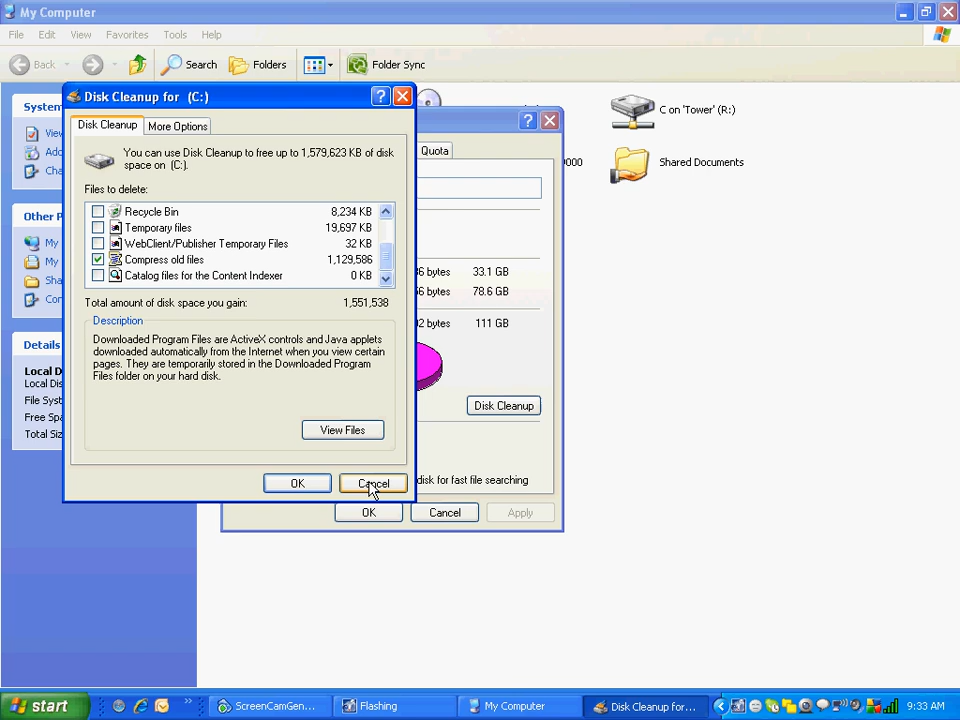 My Computer
File Edit View Favorites Tools Help
Back Search Folders Folder Sync
System
Disk Cleanup for (C:)
C on 'Tower' (R:)
Disk Cleanup More Options
Quota
You can use Disk Cleanup to free up to 1,579,623 KB of disk
space on (C:).
Shared Documents
Files to delete:
Recycle Bin 8,234 KB
Temporary files 19,697 KB
WebClient/Publisher Temporary Files 32 KB
Compress old files 1,129,586
Catalog files for the Content Indexer 0 KB
Other P
My
My
bytes 33.1 GB
bytes 78.6 GB
Total amount of disk space you gain: 1,551,538
Description
bytes 111 GB
Downloaded Program Files are ActiveX controls and Java applets
downloaded automatically from the Internet when you view certain
pages. They are temporarily stored in the Downloaded Program
Files folder on your hard disk.
Details
Local D
Local Dis
File Syst
Free Spa
Total Siz
Disk Cleanup
View Files
disk for fast file searching
OK Cancel
OK Cancel Apply
start ScreenCamGen... Flashing My Computer Disk Cleanup for... 9:33 AM